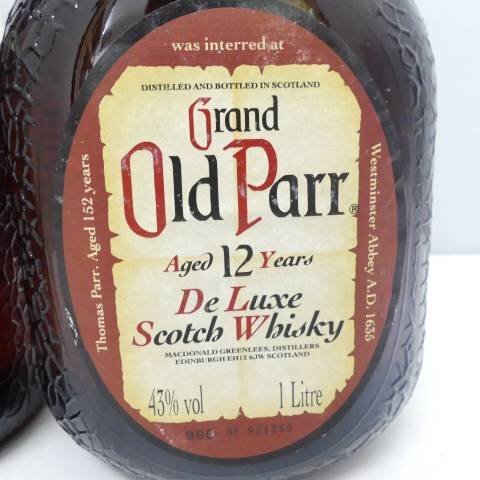 was interred at
DISTILLED AND BOTTLED IN SCOTLAND
Grand
Old Parr®
Aged 12 Years
De Luxe
Scotch Whisky
MACDONALD GREENLEES, DISTILLERS
EDINBURGH EH12 6JW SCOTLAND
43% vol 1 Litre
Thomas Parr. Aged 152 years
Westminster Abbey A.D. 1635